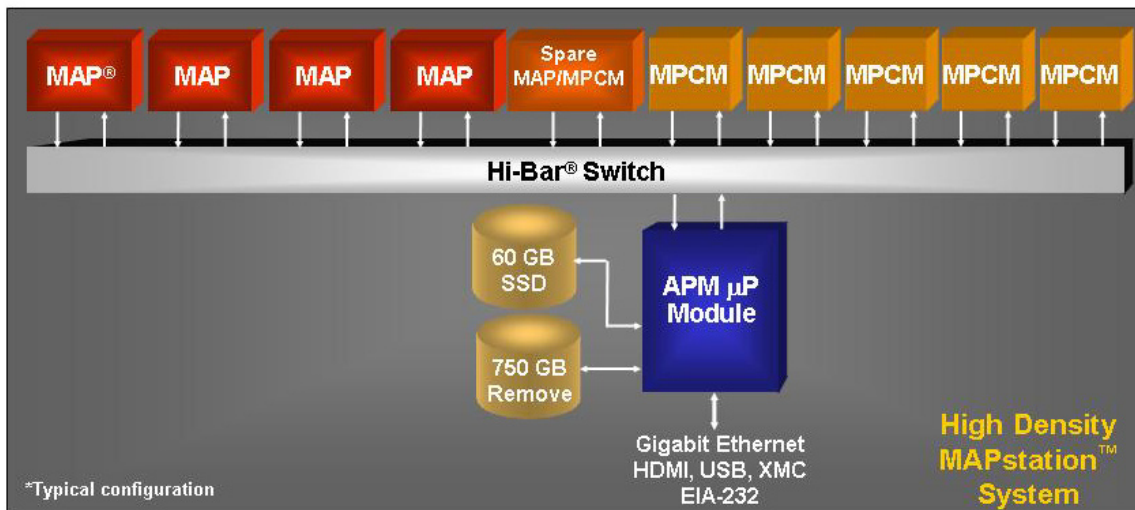 MAP®
MAP
MAP
MAP
Spare
MAP/MPCM
MPCM
MPCM
MPCM
MPCM
MPCM
Hi-Bar® Switch
60 GB
SSD
APM µP
Module
750 GB
Remove
Gigabit Ethernet
HDMI, USB, XMC
EIA-232
High Density
MAPstation™
System
*Typical configuration